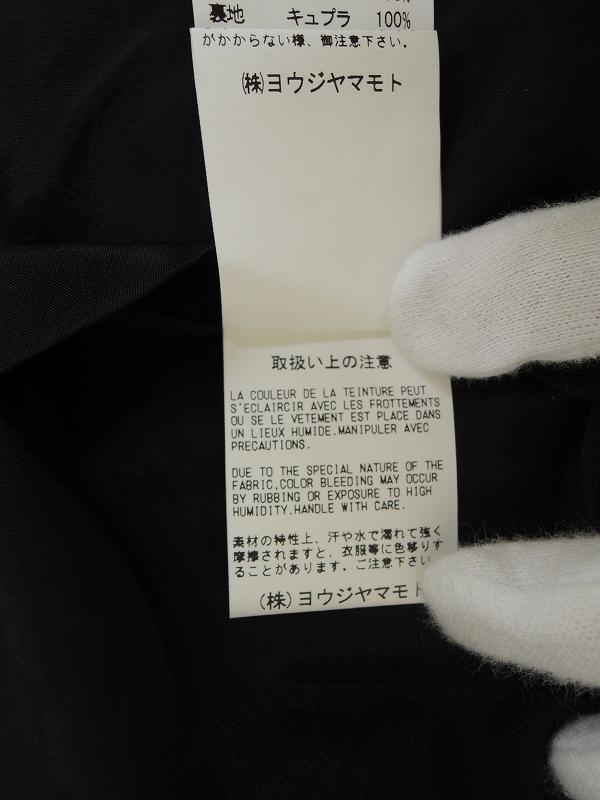 裏地 キュプラ 100%
がかからない様、御注意下さい。
㈱ヨウジヤマモト
取扱い上の注意
LA COULEUR DE LA TEINTURE PEUT
S'ECLAIRCIR AVEC LES FROTTEMENTS
OU SE LE VETEMENT EST PLACE DANS
UN LIEUX HUMIDE.MANIPULER AVEC
PRECAUTIONS.
DUE TO THE SPECIAL NATURE OF THE
FABRIC,COLOR BLEEDING MAY OCCUR
BY RUBBING OR EXPOSURE TO HIGH
HUMIDITY.HANDLE WITH CARE.
素材の特性上、汗や水で濡れて強く
摩擦されますと、衣服等に色移りす
ることがあります。ご注意下さい
(株)ヨウジヤマモト